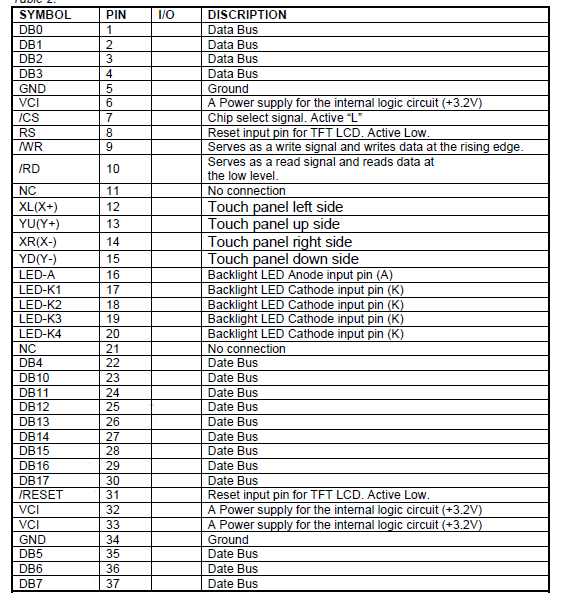 Table 2.
SYMBOL PIN I/O DISCRIPTION
DB0 1 Data Bus
DB1 2 Data Bus
DB2 3 Data Bus
DB3 4 Data Bus
GND 5 Ground
VCI 6 A Power supply for the internal logic circuit (+3.2V)
/CS 7 Chip select signal. Active “L”
RS 8 Reset input pin for TFT LCD. Active Low.
/WR 9 Serves as a write signal and writes data at the rising edge.
/RD 10 Serves as a read signal and reads data at
the low level.
NC 11 No connection
XL(X+) 12 Touch panel left side
YU(Y+) 13 Touch panel up side
XR(X-) 14 Touch panel right side
YD(Y-) 15 Touch panel down side
LED-A 16 Backlight LED Anode input pin (A)
LED-K1 17 Backlight LED Cathode input pin (K)
LED-K2 18 Backlight LED Cathode input pin (K)
LED-K3 19 Backlight LED Cathode input pin (K)
LED-K4 20 Backlight LED Cathode input pin (K)
NC 21 No connection
DB4 22 Date Bus
DB10 23 Date Bus
DB11 24 Date Bus
DB12 25 Date Bus
DB13 26 Date Bus
DB14 27 Date Bus
DB15 28 Date Bus
DB16 29 Date Bus
DB17 30 Date Bus
/RESET 31 Reset input pin for TFT LCD. Active Low.
VCI 32 A Power supply for the internal logic circuit (+3.2V)
VCI 33 A Power supply for the internal logic circuit (+3.2V)
GND 34 Ground
DB5 35 Date Bus
DB6 36 Date Bus
DB7 37 Date Bus